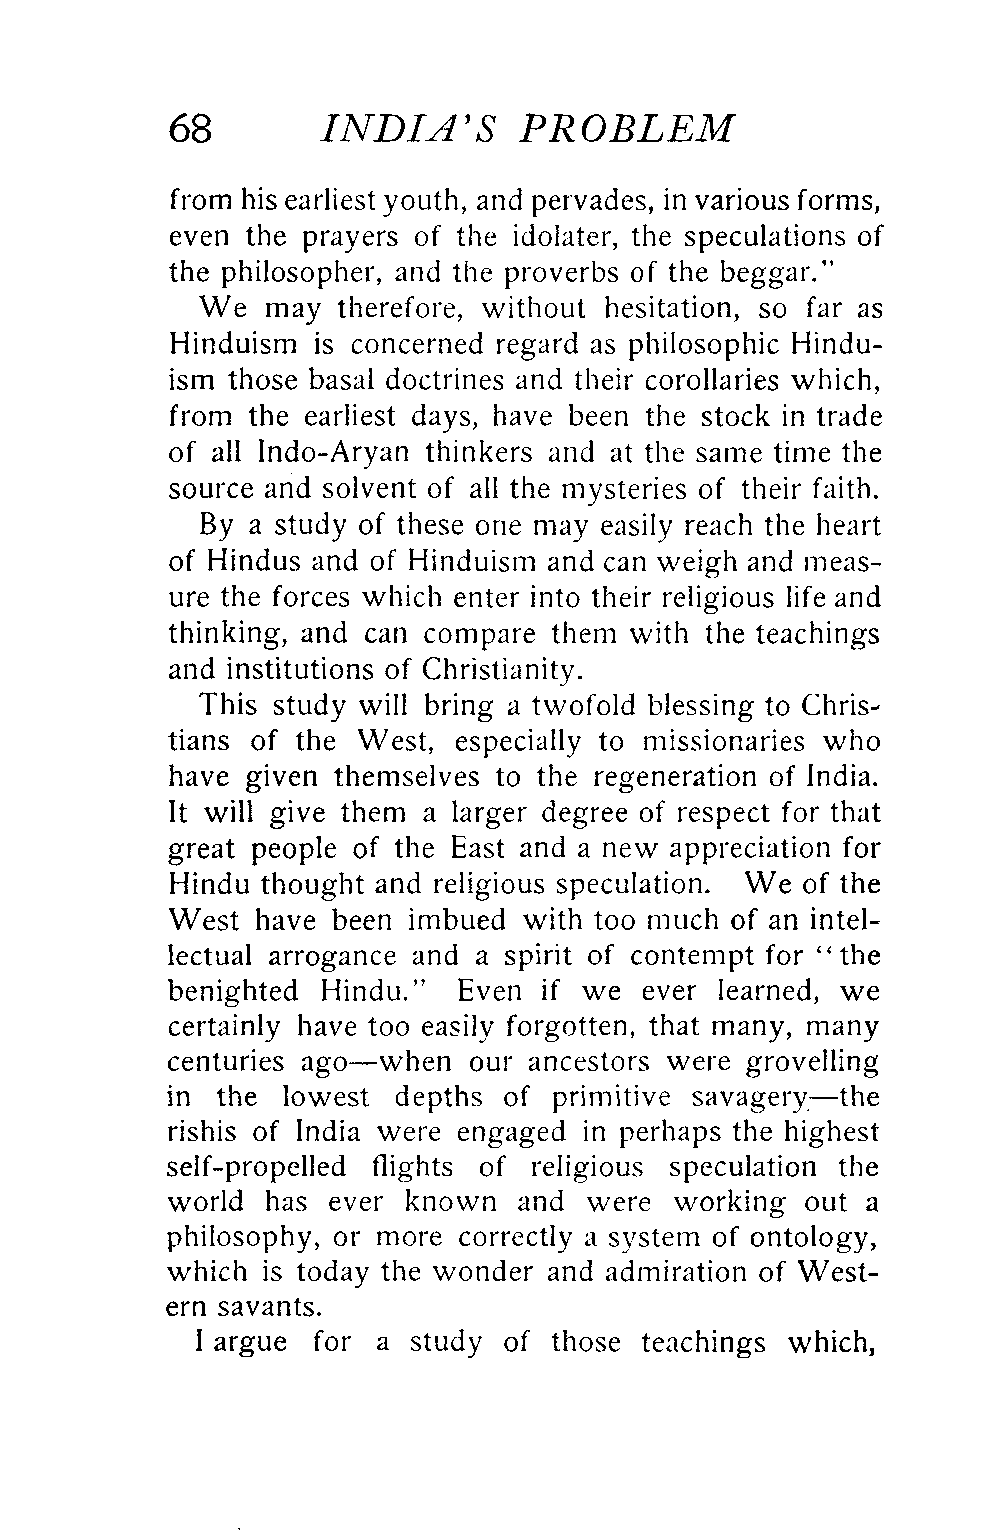 68 INDIA'S PROBLEM
from his earliest youth, and pervades, in various forms,
even the prayers of the idolater, the speculations of
the philosopher, and the proverbs of the beggar."
We may therefore, without hesitation, so far as
Hinduism is concerned regard as philosophic Hindu-
ism those basal doctrines and their corollaries which,
from the earliest days, have been the stock in trade
of all Indo-Aryan thinkers and at the same time the
source and solvent of all the mysteries of their faith.
By a study of these one may easily reach the heart
of Hindus and of Hinduism and can weigh and meas-
ure the forces which enter into their religious life and
thinking, and can compare them with the teachings
and institutions of Christianity.
This study will bring a twofold blessing to Chris-
tians of the West, especially to missionaries who
have given themselves to the regeneration of India.
It will give them a larger degree of respect for that
great people of the East and a new appreciation for
Hindu thought and religious speculation. We of the
West have been imbued with too much of an intel-
lectual arrogance and a spirit of contempt for "the
benighted Hindu." Even if we ever learned, we
certainly have too easily forgotten, that many, many
centuries ago—when our ancestors were grovelling
in the lowest depths of primitive savagery—the
rishis of India were engaged in perhaps the highest
self-propelled flights of religious speculation the
world has ever known and were working out a
philosophy, or more correctly a system of ontology,
which is today the wonder and admiration of West-
ern savants.
I argue for a study of those teachings which,